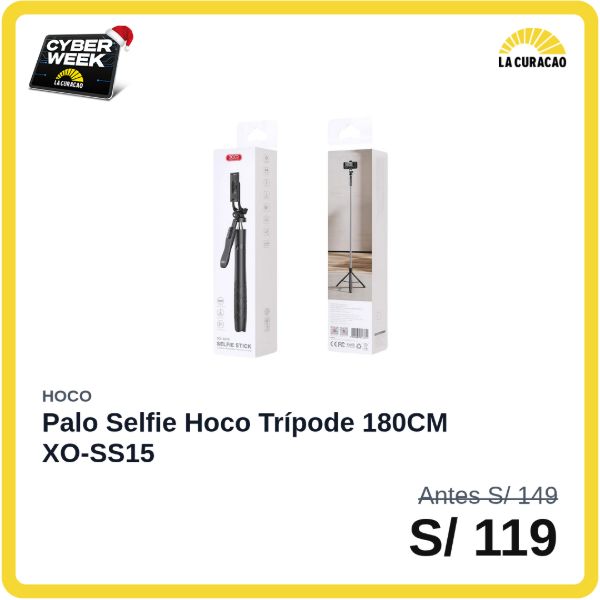 CYBER
WEEK
LA CURACAO
LA CURACAO
XO
SELFIE STICK
HOCO
Palo Selfie Hoco Trípode 180CM
XO-SS15
Antes S/ 149
S/ 119